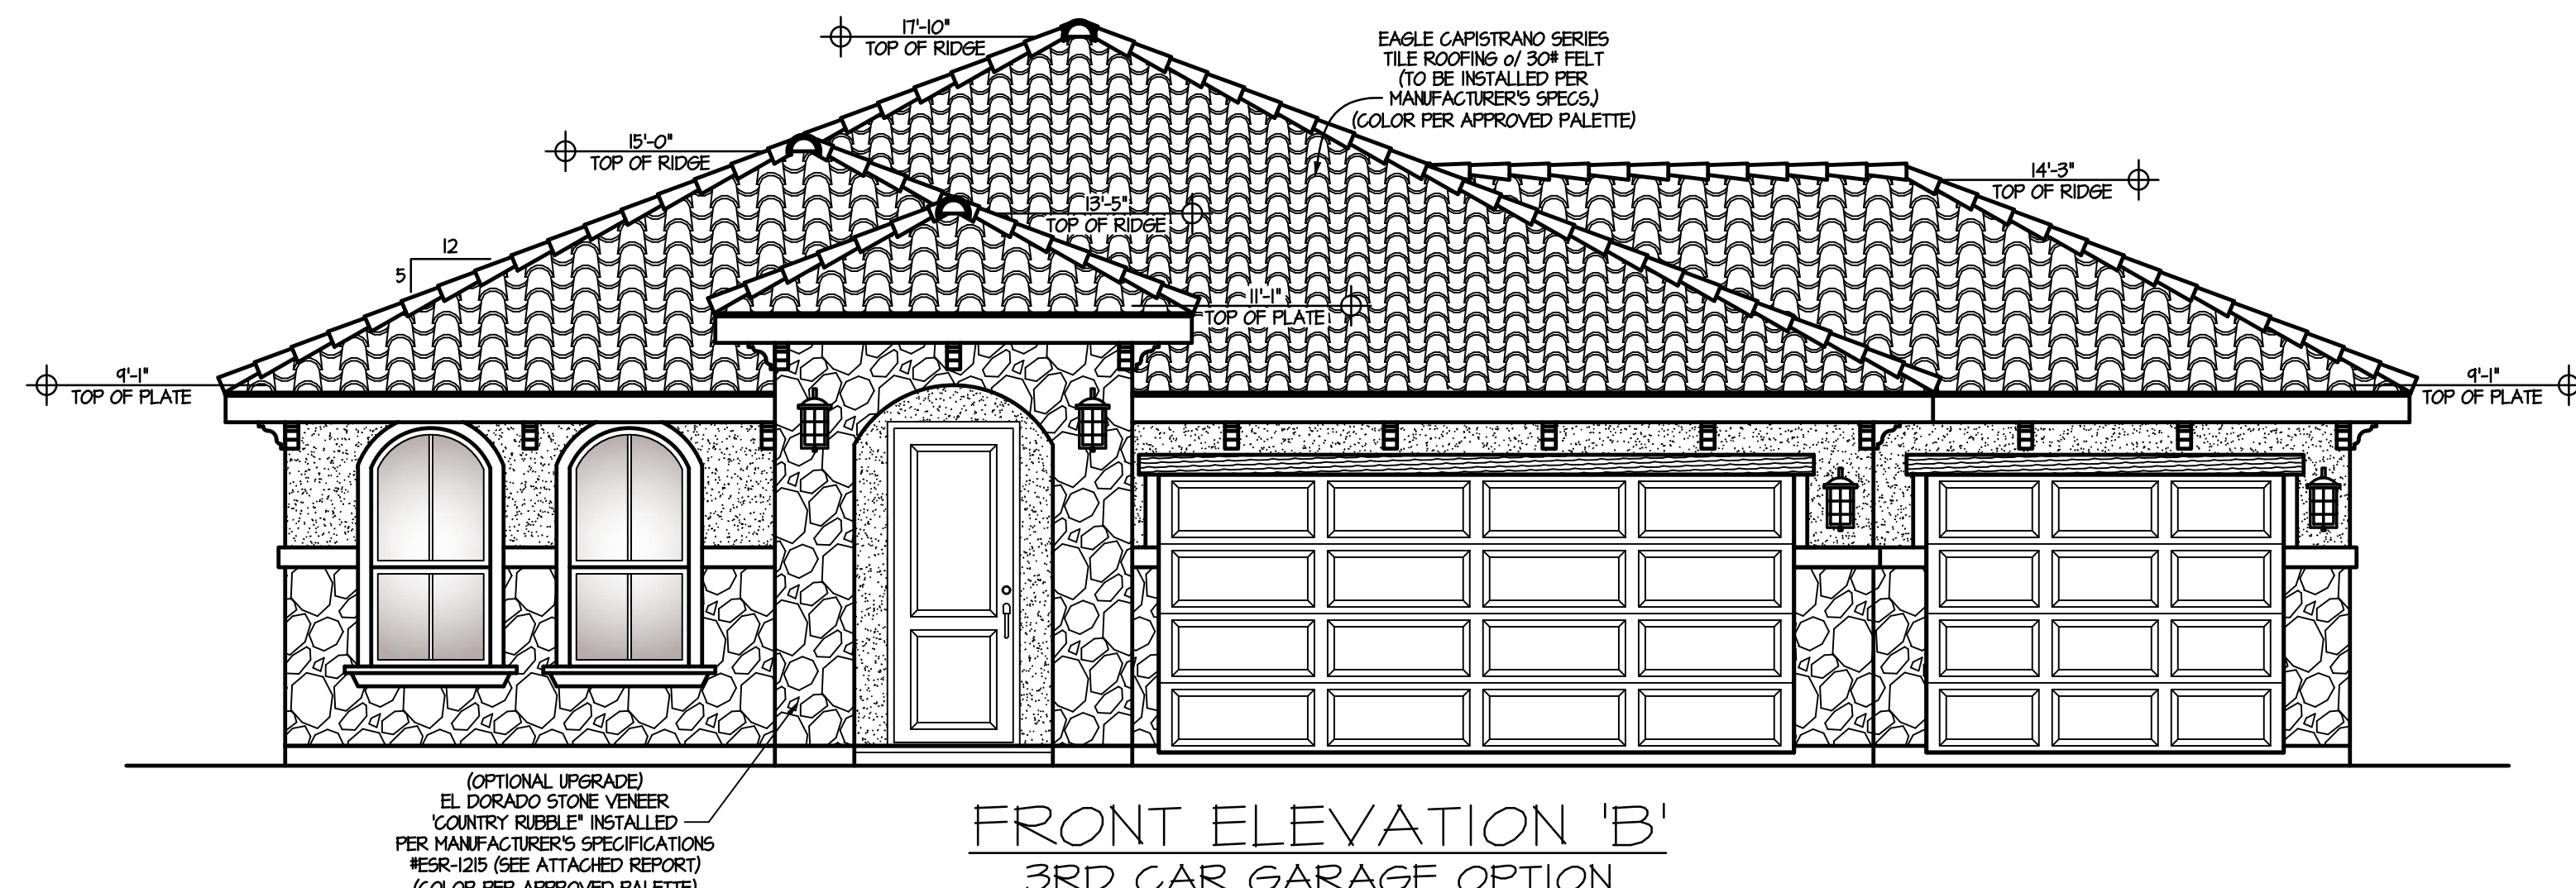 17'-10"
TOP OF RIDGE
EAGLE CAPISTRANO SERIES
TILE ROOFING o/ 30# FELT
(TO BE INSTALLED PER
MANUFACTURER'S SPECS.)
(COLOR PER APPROVED PALETTE)
15'-0"
TOP OF RIDGE
14'-3"
TOP OF RIDGE
13'-5"
TOP OF RIDGE
12
5
11'-1"
TOP OF PLATE
9'-1"
TOP OF PLATE
9'-1"
TOP OF PLATE
(OPTIONAL UPGRADE)
EL DORADO STONE VENEER
'COUNTRY RUBBLE" INSTALLED
PER MANUFACTURER'S SPECIFICATIONS
#ESR-1215 (SEE ATTACHED REPORT)
(COLOR PER APPROVED PALETTE)
FRONT ELEVATION 'B'
3RD CAR GARAGE OPTION